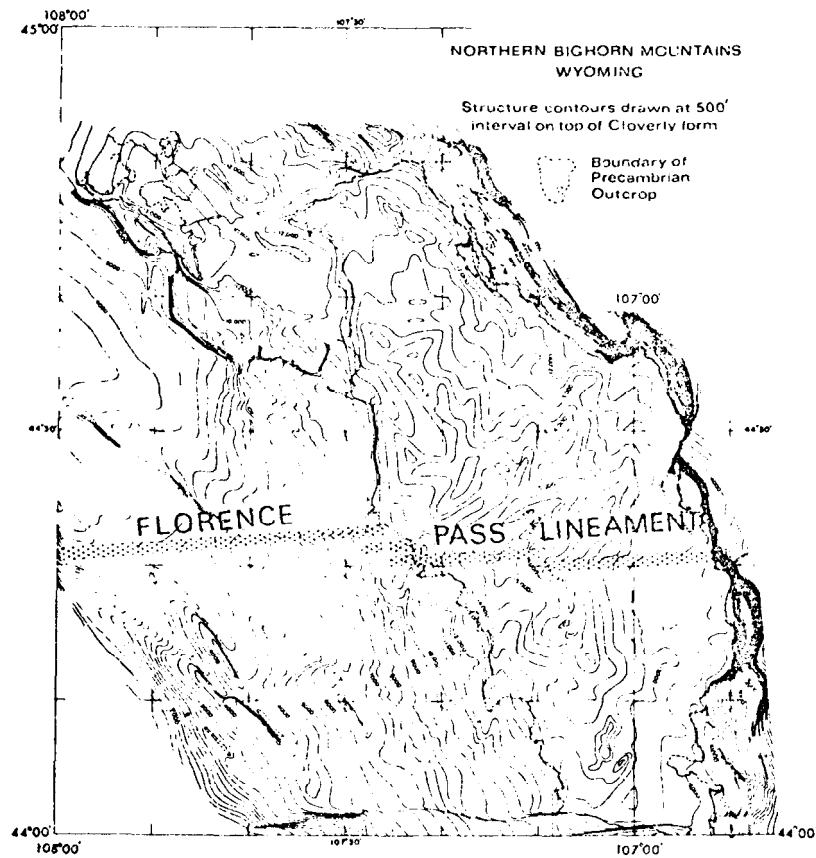 108°00'
45°00'
107°30'
NORTHERN BIGHORN MOUNTAINS
WYOMING
Structure contours drawn at 500'
interval on top of Cloverly form
Boundary of
Precambrian
Outcrop
107°00'
44°30'
44°30'
FLORENCE PASS LINEAMENT
44°00'
44°00'
108°00'
107°30'
107°00'